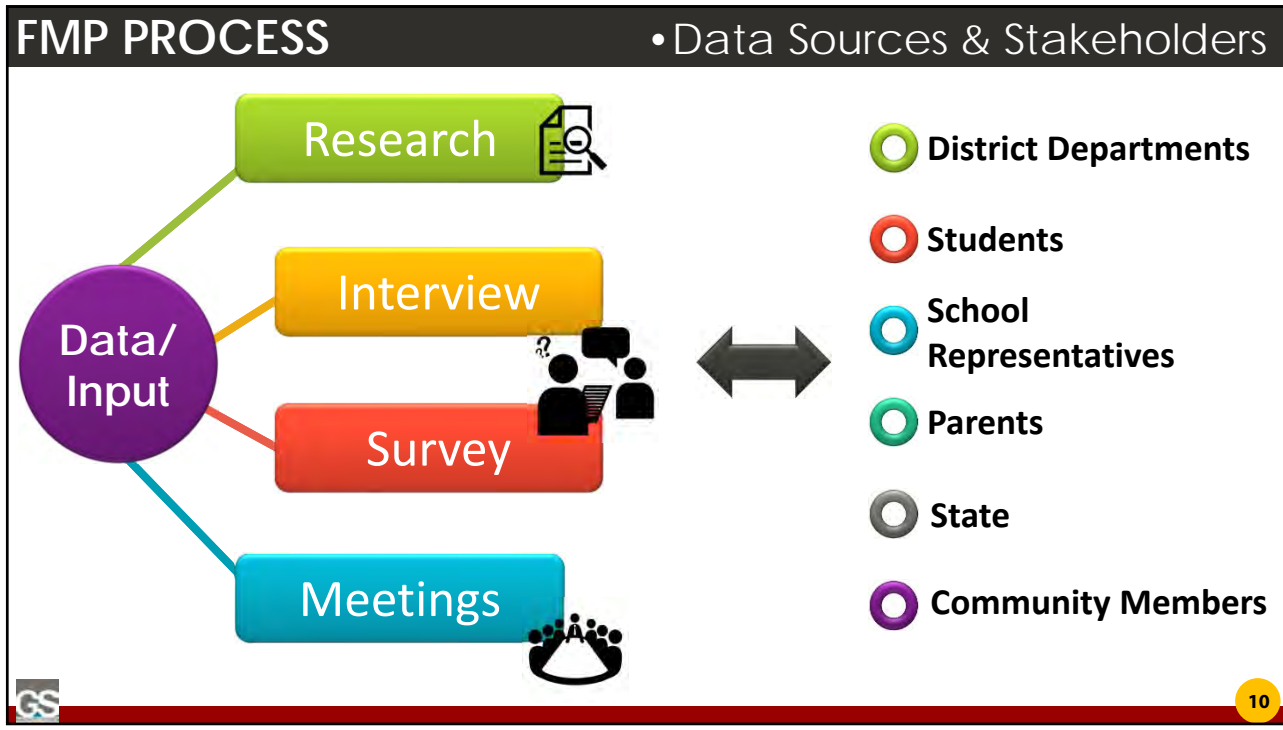 FMP PROCESS
•Data Sources & Stakeholders
Research
Interview
Data/
Input
Survey
Meetings
??
District Departments
Students
School
Representatives
Parents
State
Community Members
GS
10